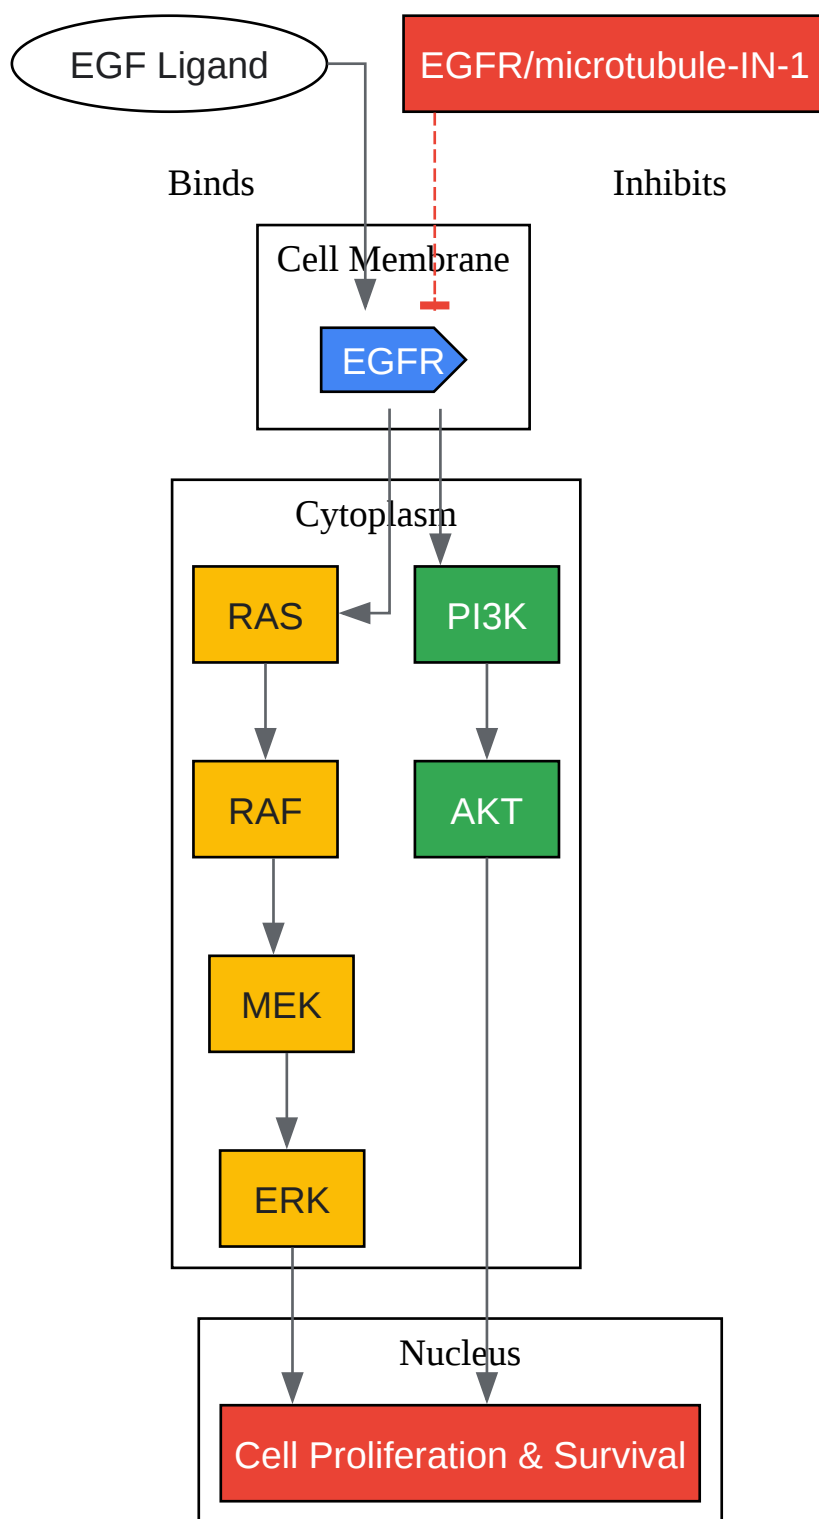 EGF Ligand
EGFR/microtubule-IN-1
Binds
Inhibits
Cell Membrane
EGFR
Cytoplasm
RAS
PI3K
RAF
AKT
MEK
ERK
Nucleus
Cell Proliferation & Survival